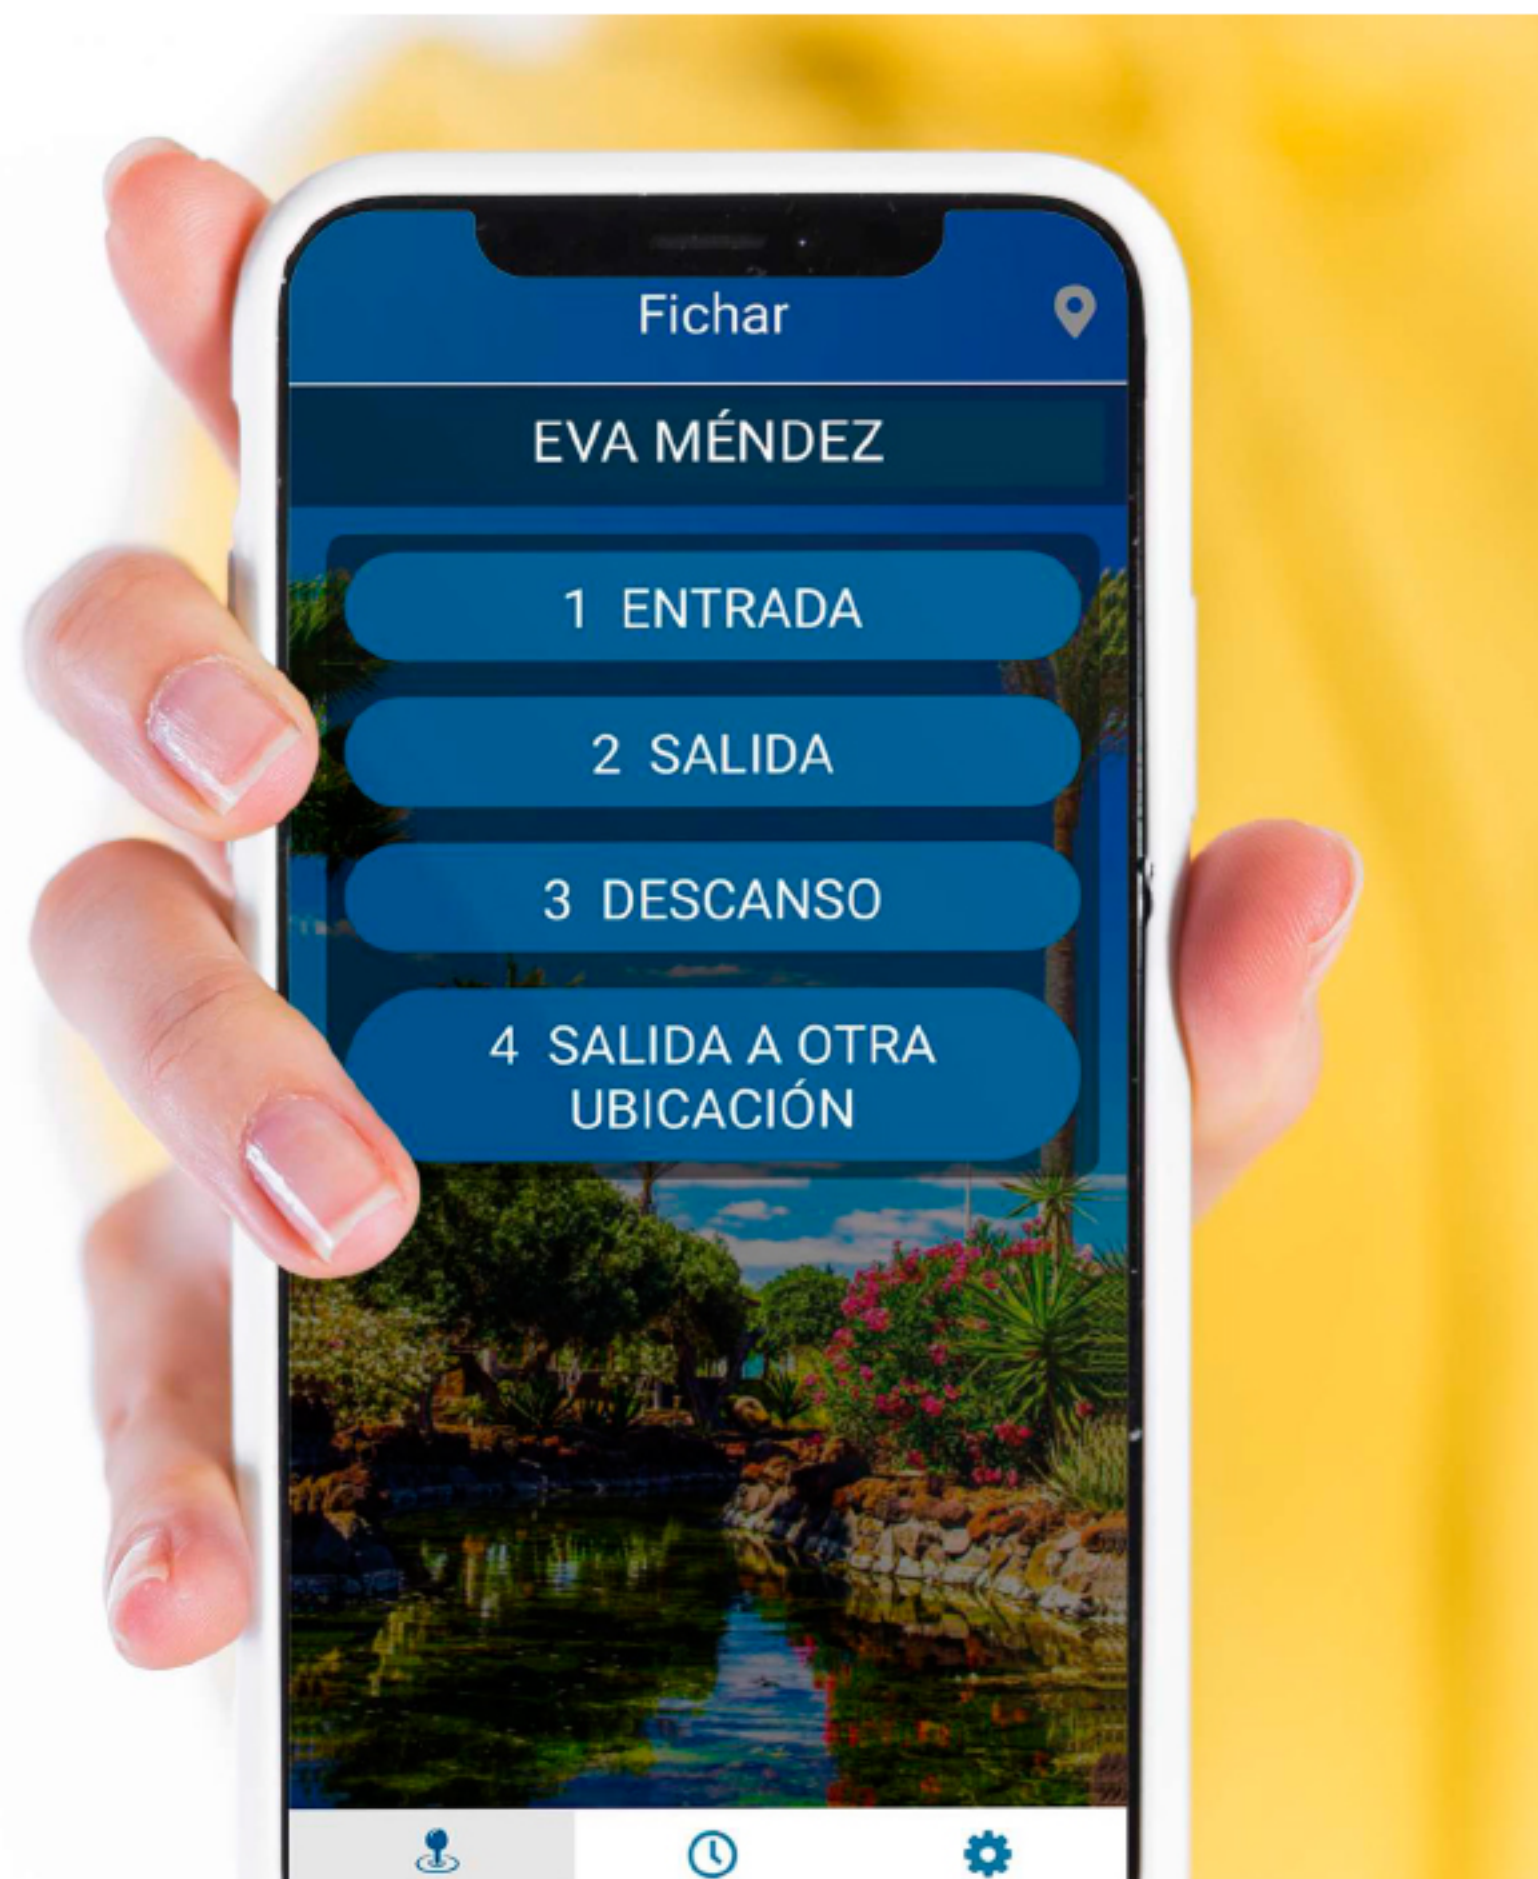 Fichar
EVA MÉNDEZ
1 ENTRADA
2 SALIDA
3 DESCANSO
4 SALIDA A OTRA
UBICACIÓN